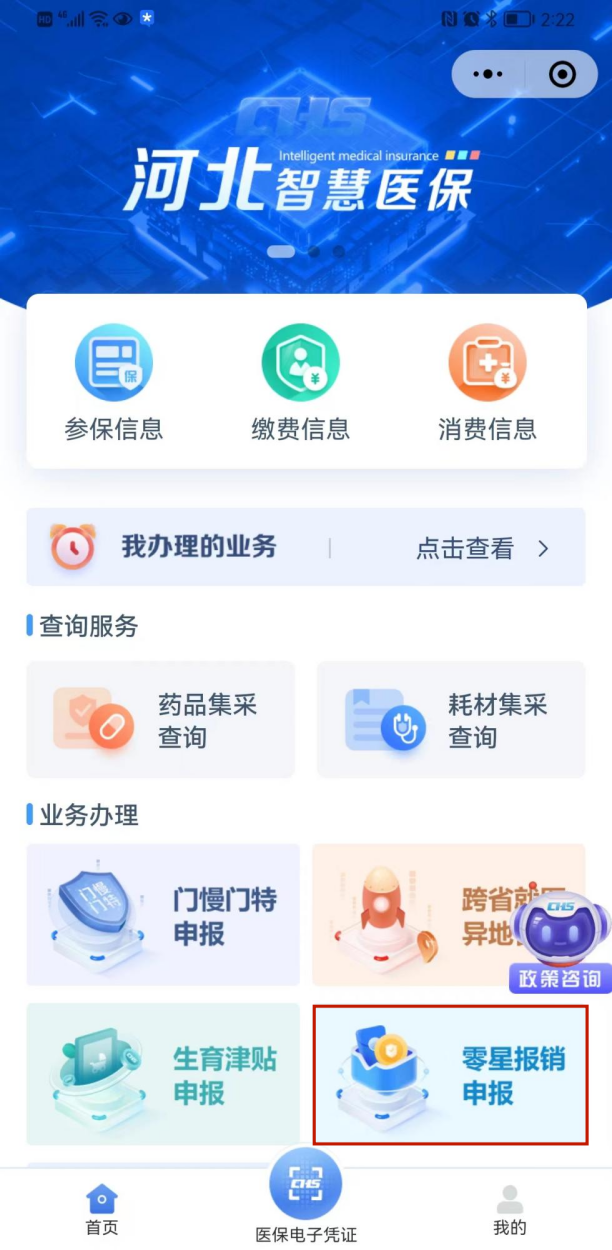 HD 4G 2:22
CHS
Intelligent medical insurance
河北智慧医保
参保信息 缴费信息 消费信息
我办理的业务 | 点击查看 >
查询服务
药品集采 耗材集采
查询 查询
业务办理
门慢门特 跨省就
申报 异地
CHS
政策咨询
生育津贴 零星报销
申报 申报
CHS
首页 医保电子凭证 我的